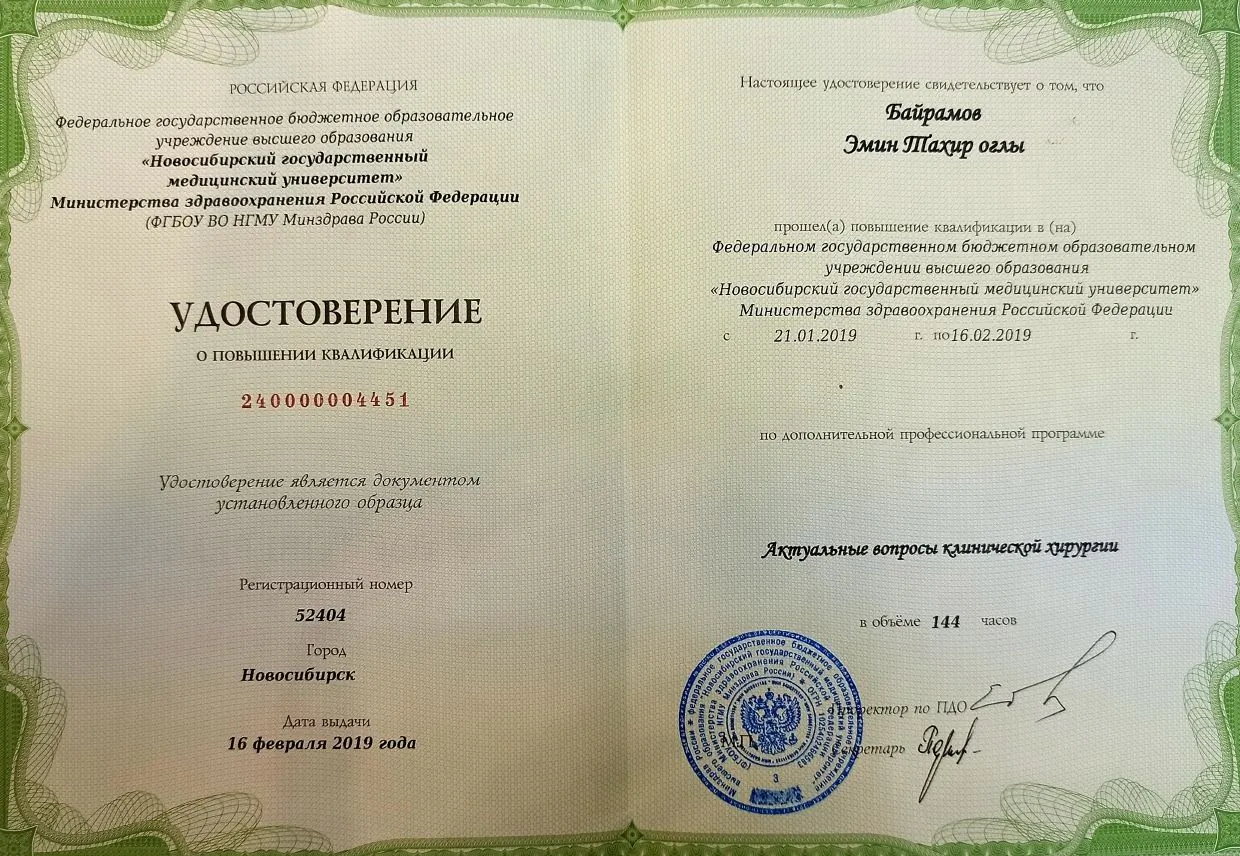 РОССИЙСКАЯ ФЕДЕРАЦИЯ
Федеральное государственное бюджетное образовательное
учреждение высшего образования
«Новосибирский государственный
медицинский университет»
Министерства здравоохранения Российской Федерации
(ФГБОУ ВО НГМУ Минздрава России)
УДОСТОВЕРЕНИЕ
О ПОВЫШЕНИИ КВАЛИФИКАЦИИ
240000004451
Удостоверение является документом
установленного образца
Регистрационный номер
52404
Город
Новосибирск
Дата выдачи
16 февраля 2019 года
Настоящее удостоверение свидетельствует о том, что
Байрамов
Эмин Тахир оглы
прошел(а) повышение квалификации в (на)
Федеральном государственном бюджетном образовательном
учреждении высшего образования
«Новосибирский государственный медицинский университет»
Министерства здравоохранения Российской Федерации
с 21.01.2019 г. по 16.02.2019 г.
по дополнительной профессиональной программе
Актуальные вопросы клинической хирургии
в объёме 144 часов
по ПДО
М.П.
3